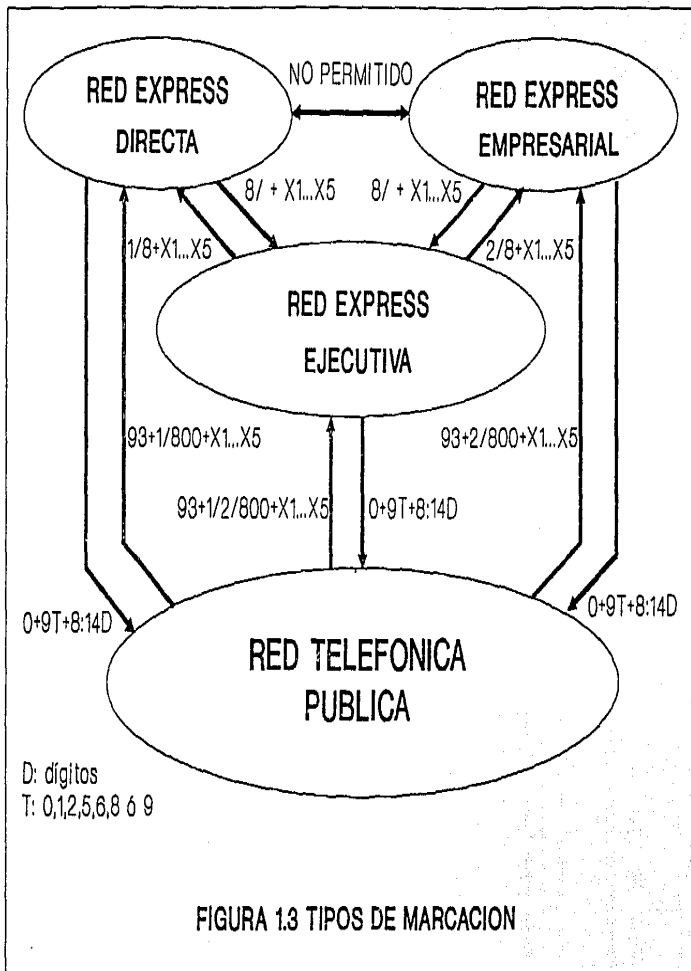 NO PERMITIDO
RED EXPRESS
DIRECTA
RED EXPRESS
EMPRESARIAL
8/ + X1...X5
8/ + X1...X5
1/8+X1...X5
2/8+X1...X5
RED EXPRESS
EJECUTIVA
93+1/800+X1...X5
93+2/800+X1...X5
93+1/2/800+X1...X5
0+9T+8:14D
0+9T+8:14D
0+9T+8:14D
RED TELEFONICA
PUBLICA
D: dígitos
T: 0,1,2,5,6,8 ó 9
FIGURA 1.3 TIPOS DE MARCACION